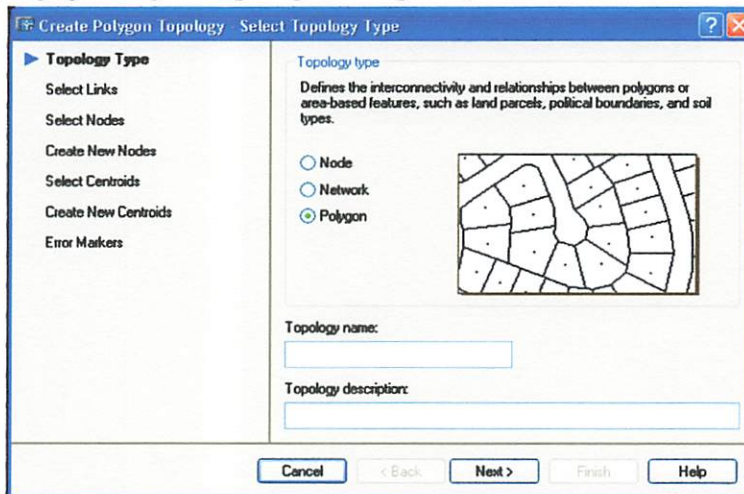 Create Polygon Topology - Select Topology Type
Topology Type
Select Links
Select Nodes
Create New Nodes
Select Centroids
Create New Centroids
Error Markers
Topology type
Defines the interconnectivity and relationships between polygons or
area-based features, such as land parcels, political boundaries, and soil
types.
Node
Network
Polygon
Topology name:
Topology description:
Cancel
< Back
Next >
Finish
Help